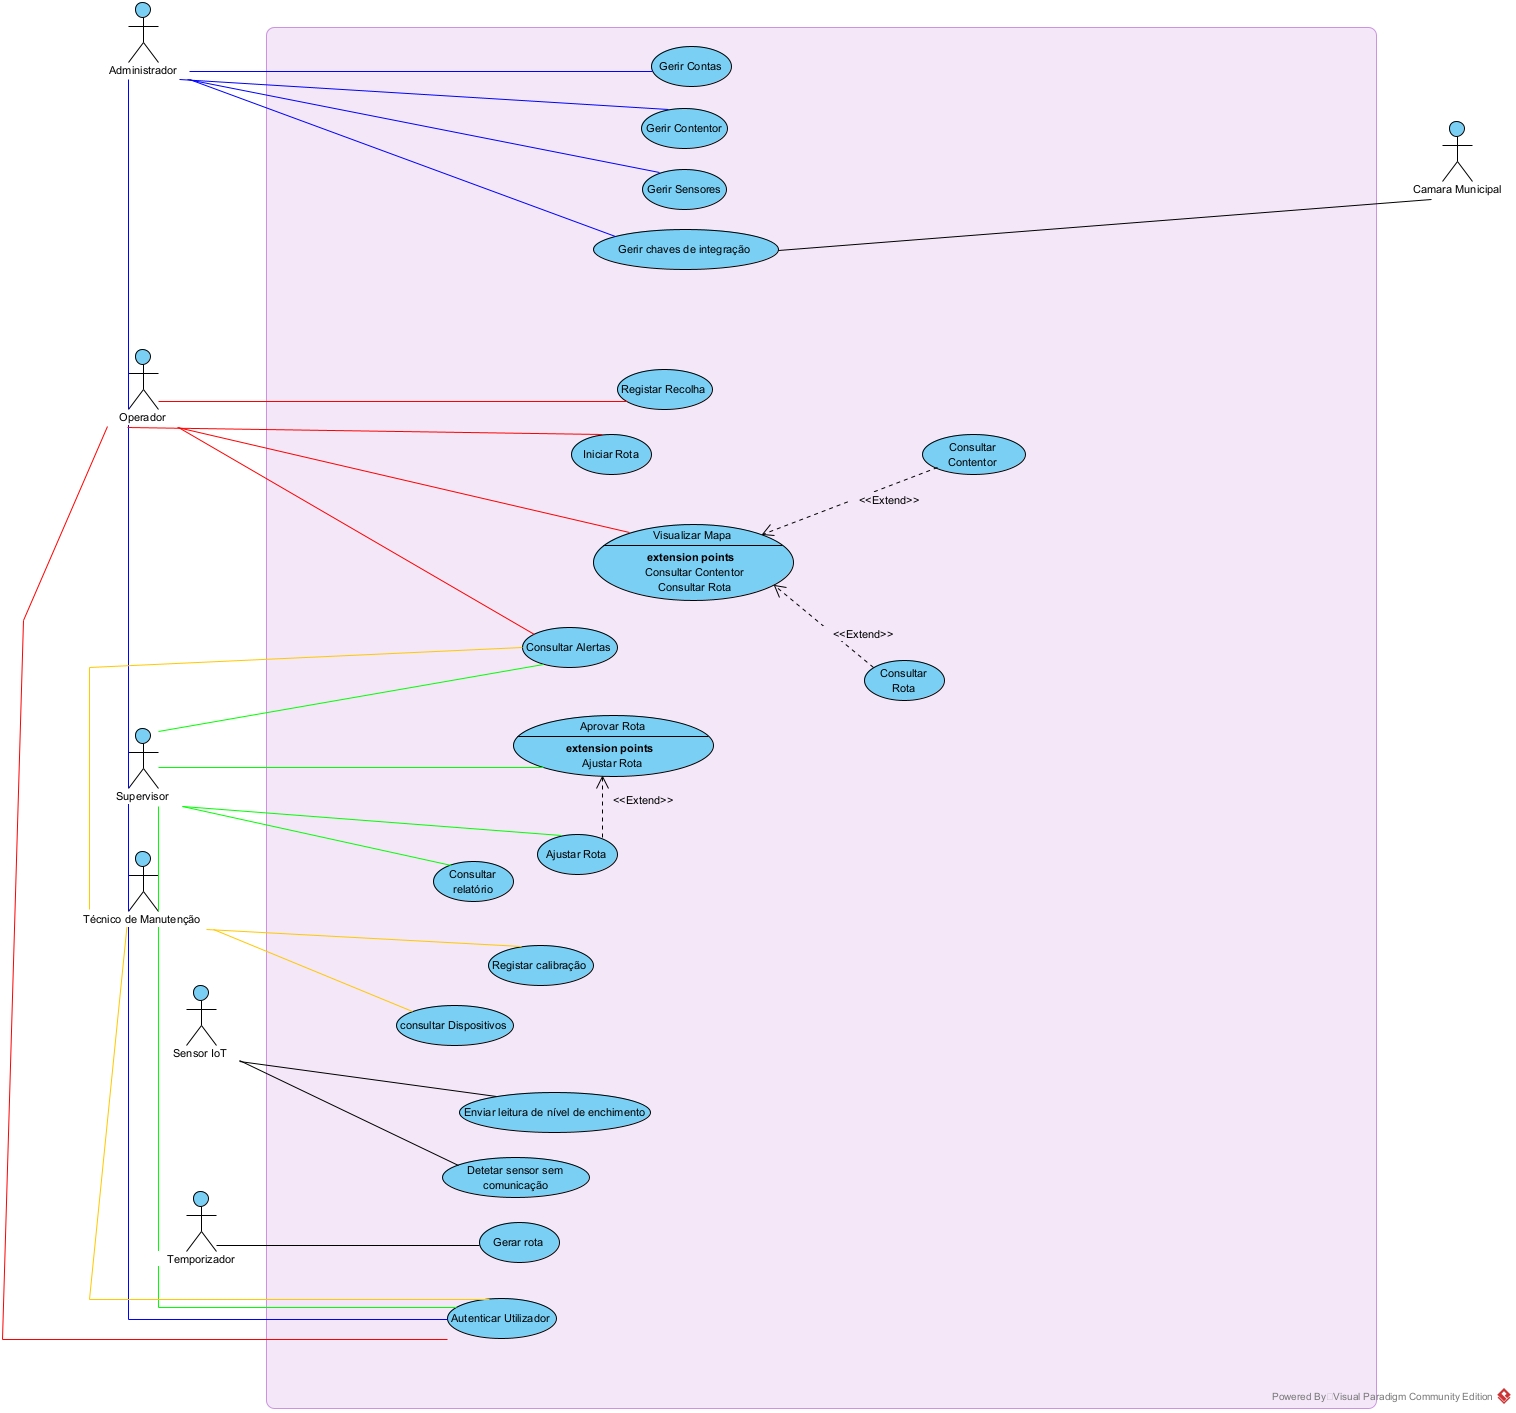 Administrador
Gerir Contas
Gerir Contentor
Camara Municipal
Gerir Sensores
Gerir chaves de integração
Operador
Registar Recolha
Iniciar Rota
Consultar
Contentor
<<Extend>>
Visualizar Mapa
extension points
Consultar Contentor
Consultar Rota
<<Extend>>
Consultar Alertas
Consultar
Rota
Aprovar Rota
extension points
Ajustar Rota
Supervisor
<<Extend>>
Ajustar Rota
Consultar
relatório
Técnico de Manutenção
Registar calibração
consultar Dispositivos
Sensor IoT
Enviar leitura de nível de enchimento
Detetar sensor sem
comunicação
Gerar rota
Temporizador
Autenticar Utilizador
Powered By Visual Paradigm Community Edition